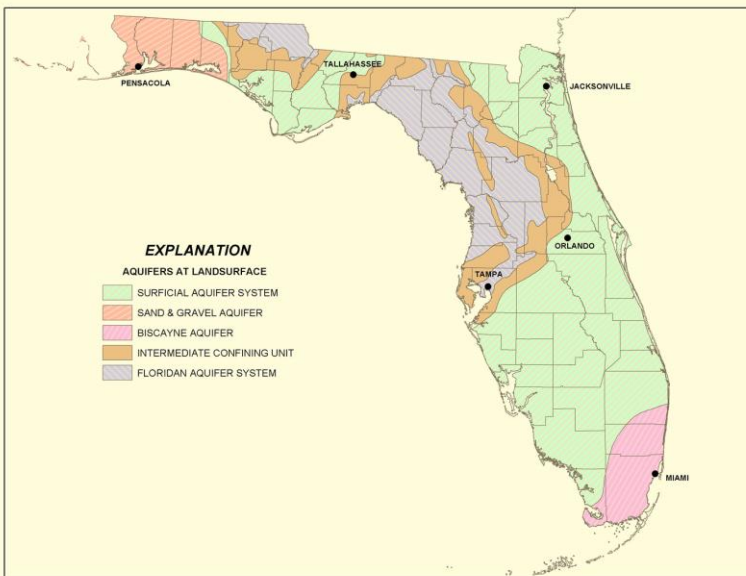 TALLAHASSEE
PENSACOLA
JACKSONVILLE
EXPLANATION
AQUIFERS AT LANDSURFACE
SURFICIAL AQUIFER SYSTEM
SAND & GRAVEL AQUIFER
BISCAYNE AQUIFER
INTERMEDIATE CONFINING UNIT
FLORIDAN AQUIFER SYSTEM
ORLANDO
TAMPA
MIAMI